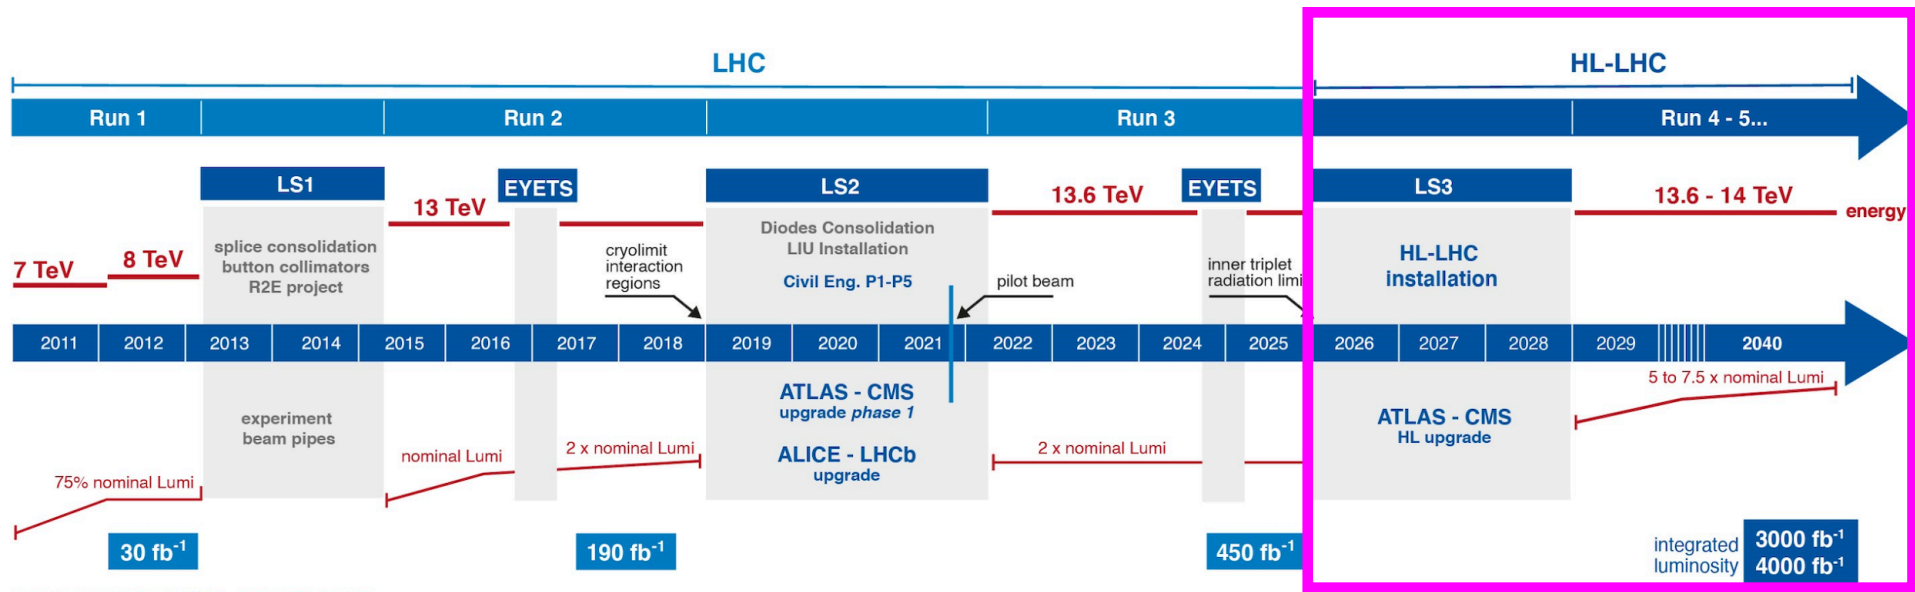 LHC
HL-LHC
Run 1
Run 2
Run 3
Run 4 - 5...
LS1
EYETS
LS2
EYETS
LS3
7 TeV
8 TeV
13 TeV
13.6 TeV
13.6 - 14 TeV
energy
splice consolidation
button collimators
R2E project
cryolimit
interaction
regions
Diodes Consolidation
LIU Installation
Civil Eng. P1-P5
pilot beam
inner triplet
radiation limi
HL-LHC
installation
2011
2012
2013
2014
2015
2016
2017
2018
2019
2020
2021
2022
2023
2024
2025
2026
2027
2028
2029
2040
experiment
beam pipes
ATLAS - CMS
upgrade phase 1
ALICE - LHCb
upgrade
ATLAS - CMS
HL upgrade
75% nominal Lumi
nominal Lumi
2 x nominal Lumi
2 x nominal Lumi
5 to 7.5 x nominal Lumi
30 fb⁻¹
190 fb⁻¹
450 fb⁻¹
integrated
luminosity
3000 fb⁻¹
4000 fb⁻¹